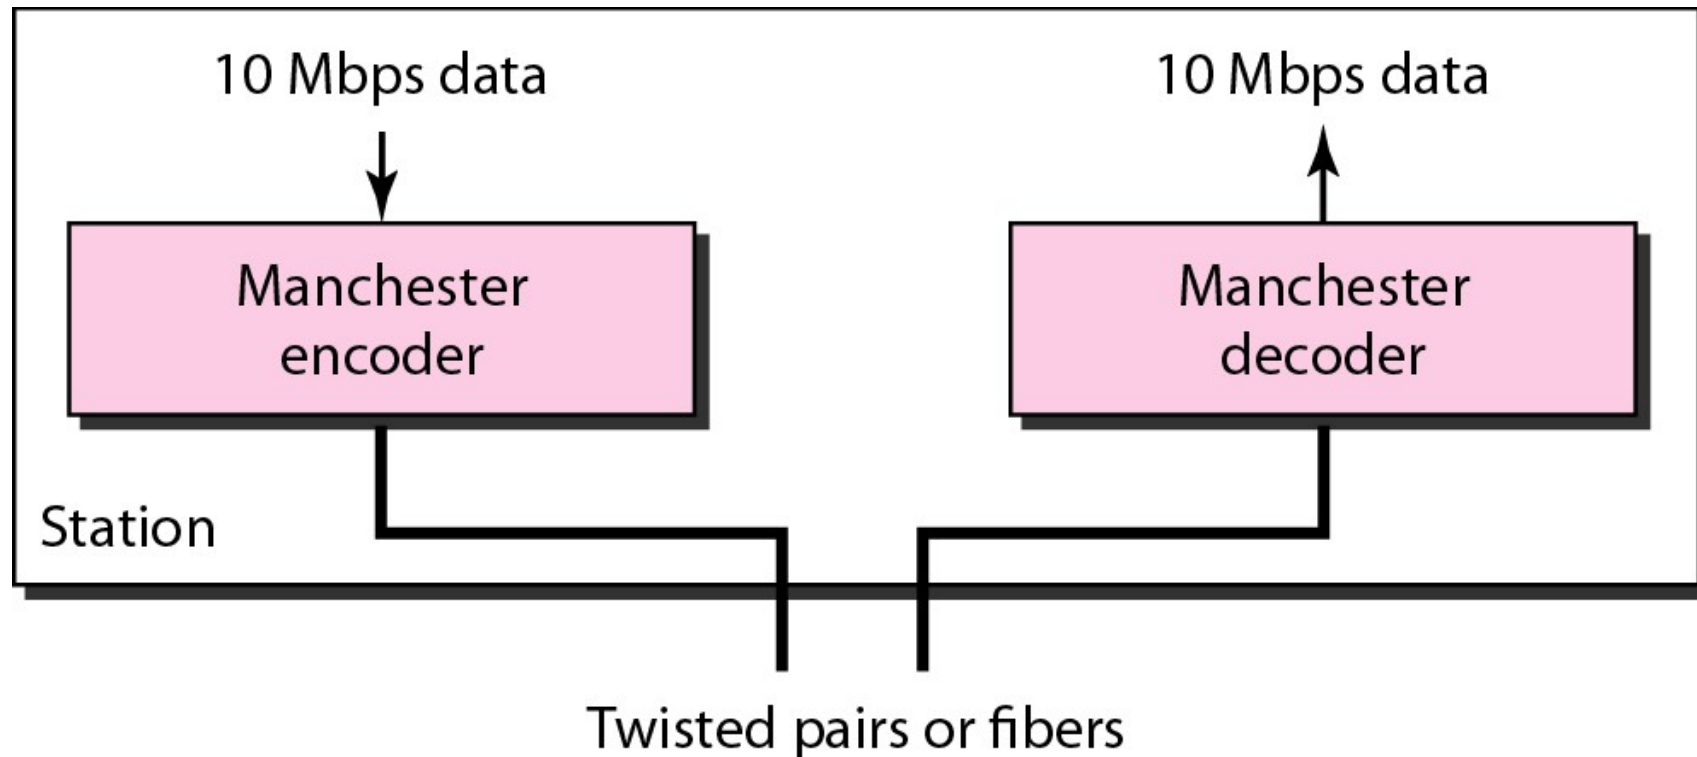 10 Mbps data
10 Mbps data
Manchester
encoder
Manchester
decoder
Station
Twisted pairs or fibers